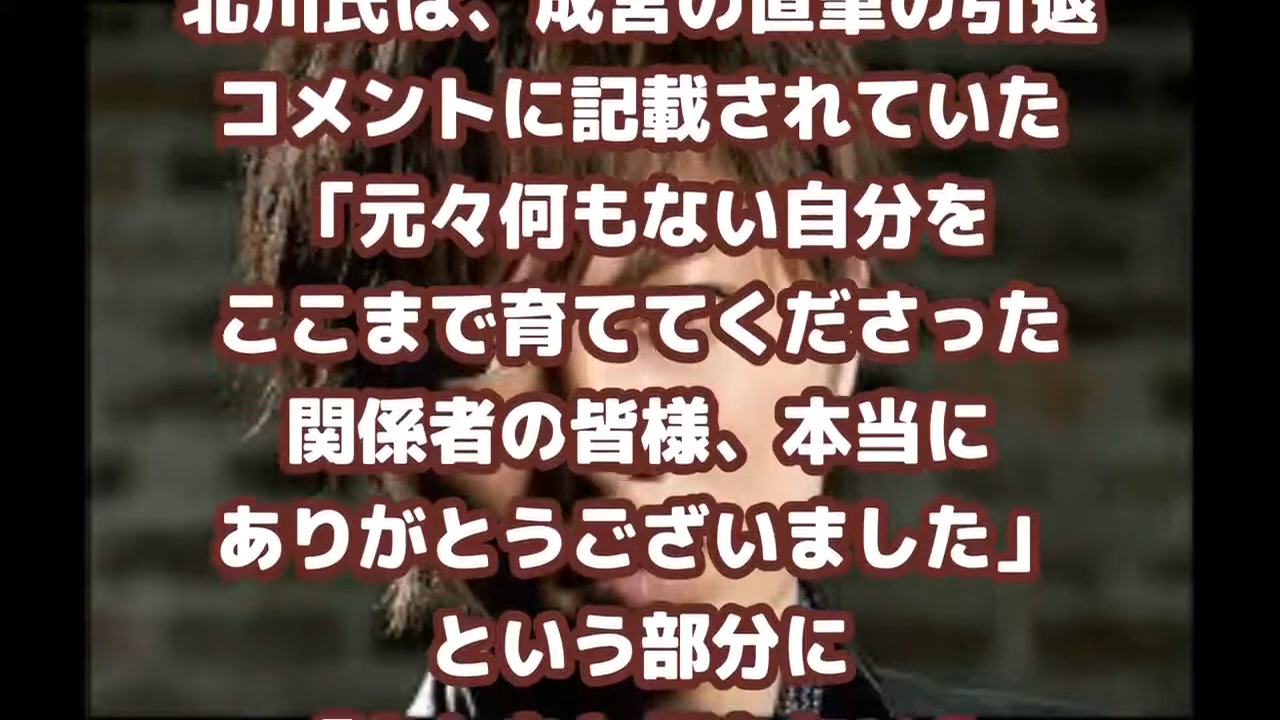 北川氏は、成宮の直筆の引退
コメントに記載されていた
「元々何もない自分を
ここまで育ててくださった
関係者の皆様、本当に
ありがとうございました」
という部分に